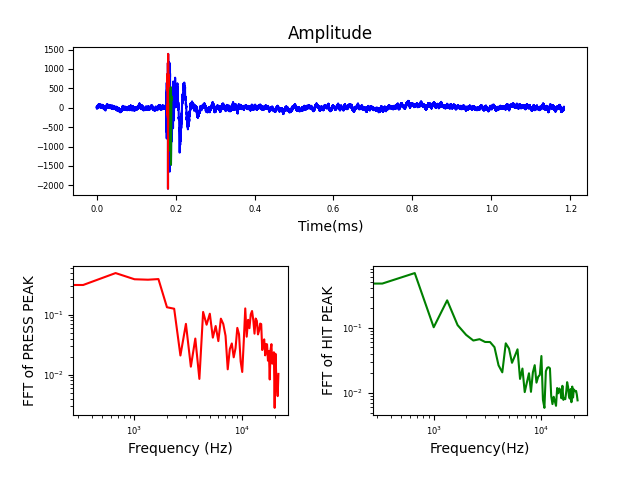 Amplitude
1500
1000
500
0
−500
−1000
−1500
−2000
0.0 0.2 0.4 0.6 0.8 1.0 1.2
Time(ms)
FFT of PRESS PEAK
10⁻¹
10⁻²
10³ 10⁴
Frequency (Hz)
FFT of HIT PEAK
10⁻¹
10⁻²
10³ 10⁴
Frequency(Hz)